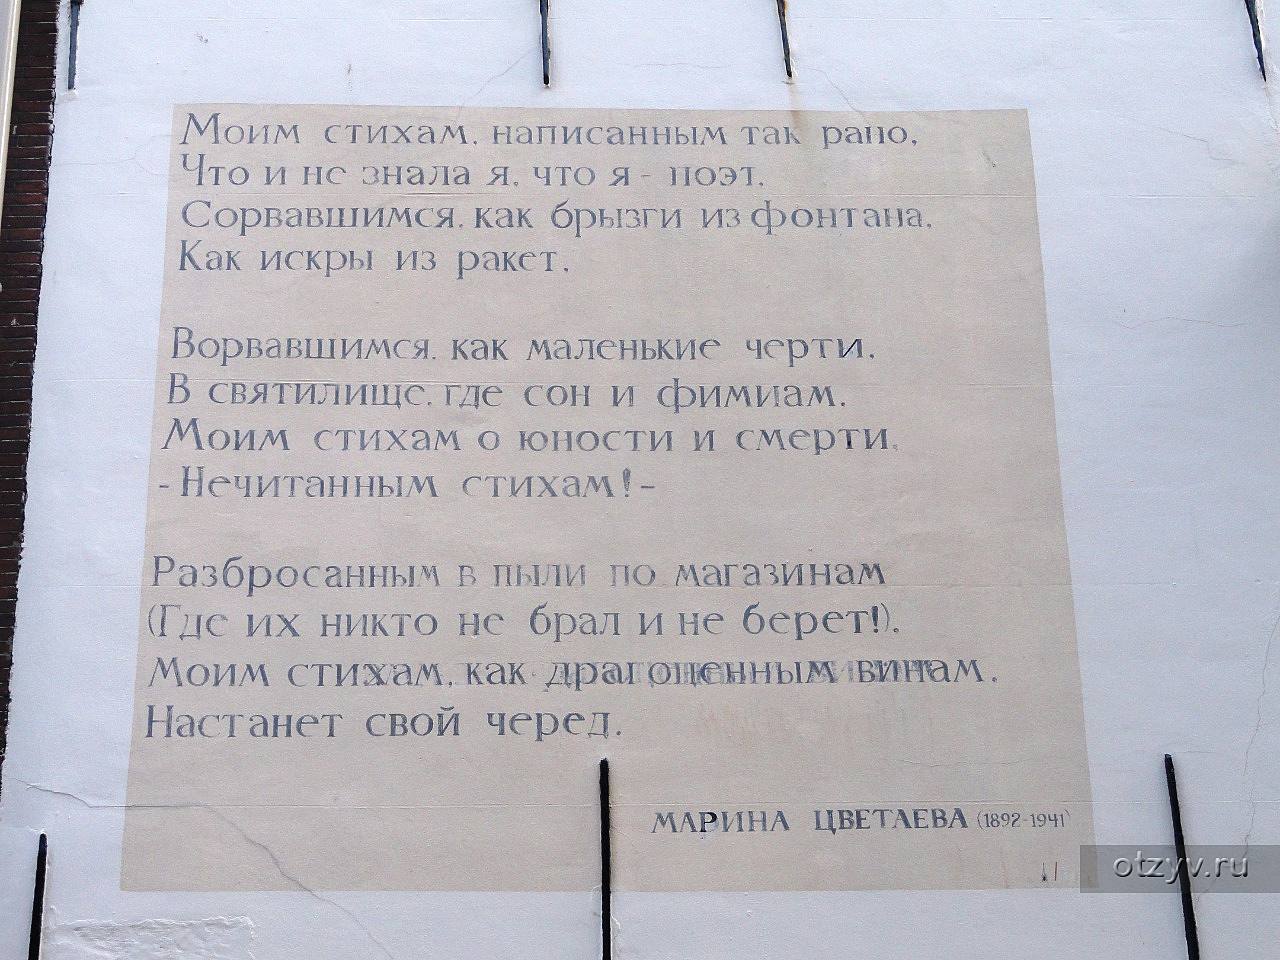 Моим стихам, написанным так рано,
Что и не знала я, что я - поэт,
Сорвавшимся, как брызги из фонтана,
Как искры из ракет,
Ворвавшимся, как маленькие черти,
В святилище, где сон и фимиам,
Моим стихам о юности и смерти,
- Нечитанным стихам! -
Разбросанным в пыли по магазинам
(Где их никто не брал и не берет!),
Моим стихам, как драгоценным винам,
Настанет свой черед.
МАРИНА ЦВЕТАЕВА (1892-1941)
otzyv.ru